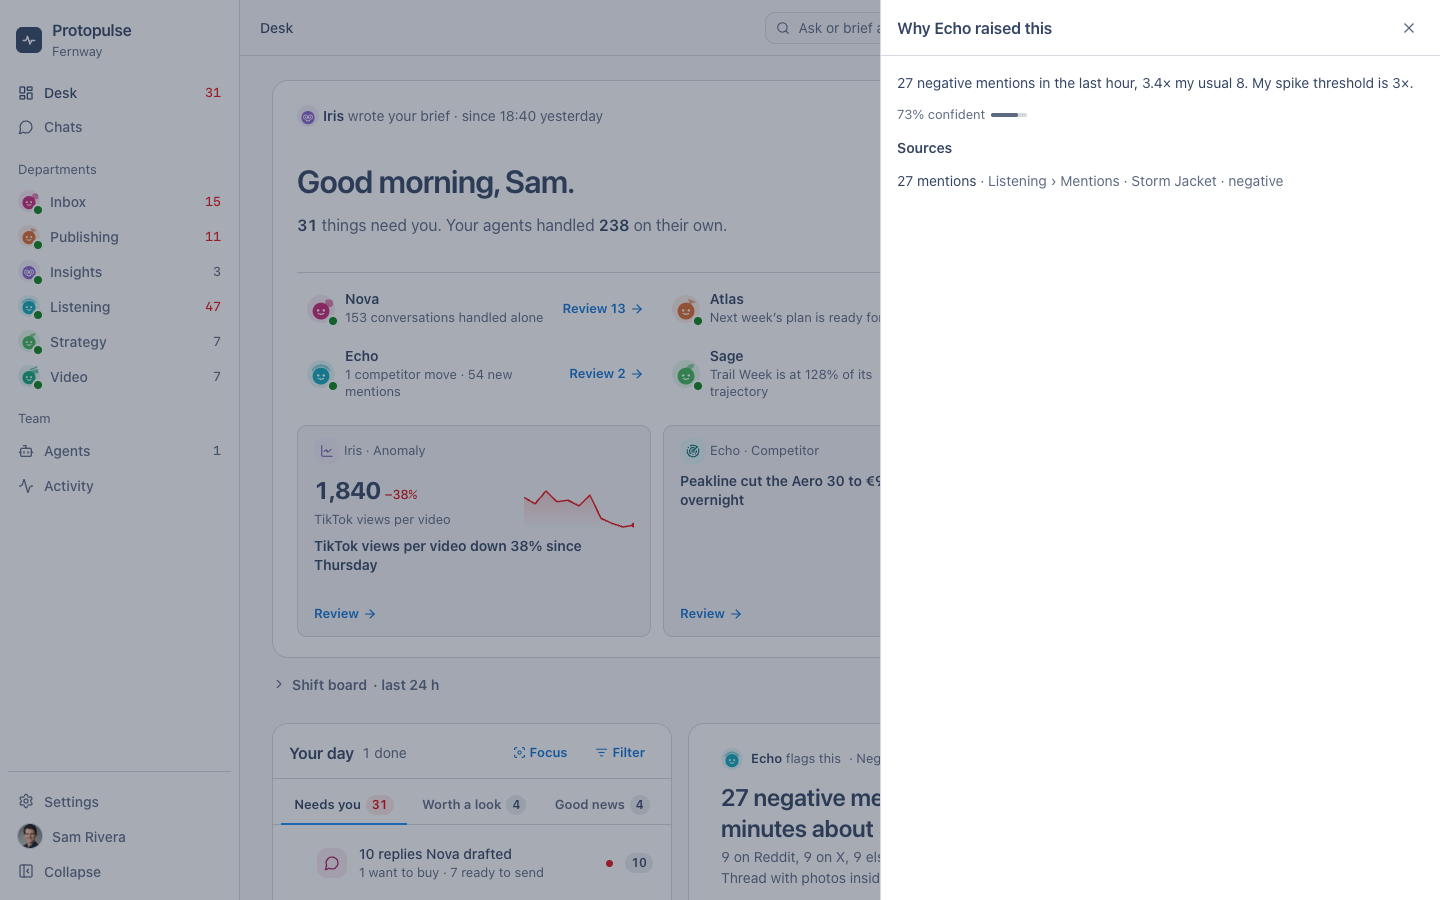 Protopulse
Fernway
Desk 31
Chats
Departments
Inbox 15
Publishing 11
Insights 3
Listening 47
Strategy 7
Video 7
Team
Agents 1
Activity
Settings
Sam Rivera
Collapse
Desk
Ask or brief
Iris wrote your brief · since 18:40 yesterday
Good morning, Sam.
31 things need you. Your agents handled 238 on their own.
Nova
153 conversations handled alone
Review 13
Atlas
Next week's plan is ready
Echo
1 competitor move · 54 new
mentions
Review 2
Sage
Trail Week is at 128% of its
trajectory
Iris · Anomaly
1,840 −38%
TikTok views per video
TikTok views per video down 38% since
Thursday
Review
Echo · Competitor
Peakline cut the Aero 30 to
overnight
Review
Shift board · last 24 h
Your day 1 done
Focus
Filter
Needs you 31
Worth a look 4
Good news 4
10 replies Nova drafted
1 want to buy · 7 ready to send
10
Echo flags this ·
27 negative
minutes about
9 on Reddit, 9 on X, 9
Thread with photos
Why Echo raised this
27 negative mentions in the last hour, 3.4× my usual 8. My spike threshold is 3×.
73% confident
Sources
27 mentions · Listening › Mentions · Storm Jacket · negative